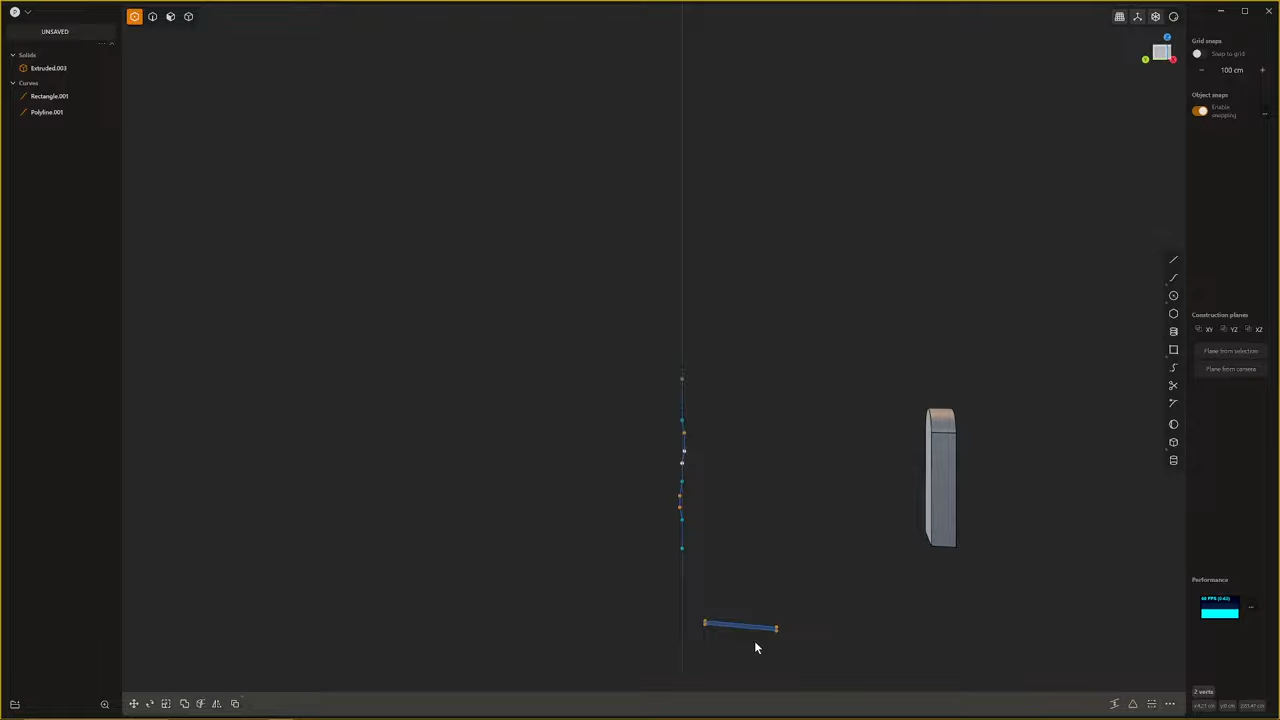 UNSAVED
Solids
Extruded.003
Curves
Rectangle.001
Polyline.001
Z
Y
Grid snaps
Snap to grid
100 cm
Object snaps
Enable
snapping
Construction planes
XY YZ XZ
Plane from selection
Plane from camera
Performance
2 verts